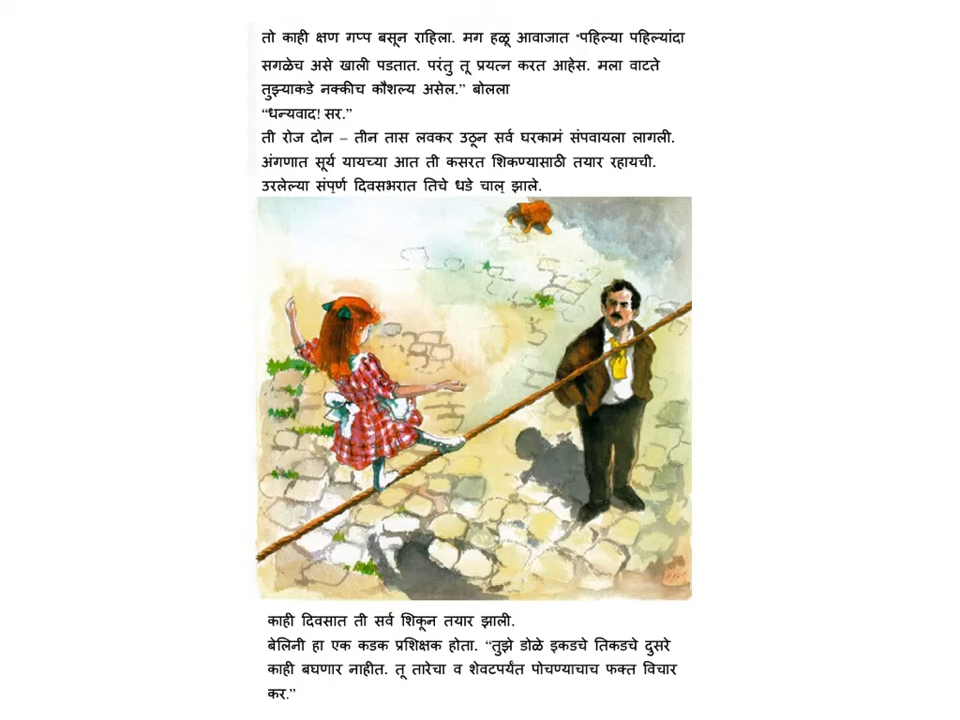 तो काही क्षण गप्प बसून राहिला. मग हळू आवाजात "पहिल्या पहिल्यांदा
सगळेच असे खाली पडतात. परंतु तू प्रयत्न करत आहेस. मला वाटते
तुझ्याकडे नक्कीच कौशल्य असेल.” बोलला
“धन्यवाद! सर.”
ती रोज दोन – तीन तास लवकर उठून सर्व घरकामं संपवायला लागली.
अंगणात सूर्य यायच्या आत ती कसरत शिकण्यासाठी तयार रहायची.
उरलेल्या संपूर्ण दिवसभरात तिचे धडे चालू झाले.
काही दिवसात ती सर्व शिकून तयार झाली.
बेलिनी हा एक कडक प्रशिक्षक होता. “तुझे डोळे इकडचे तिकडचे दुसरे
काही बघणार नाहीत. तू तारेचा व शेवटपर्यंत पोचण्याचाच फक्त विचार
कर.”